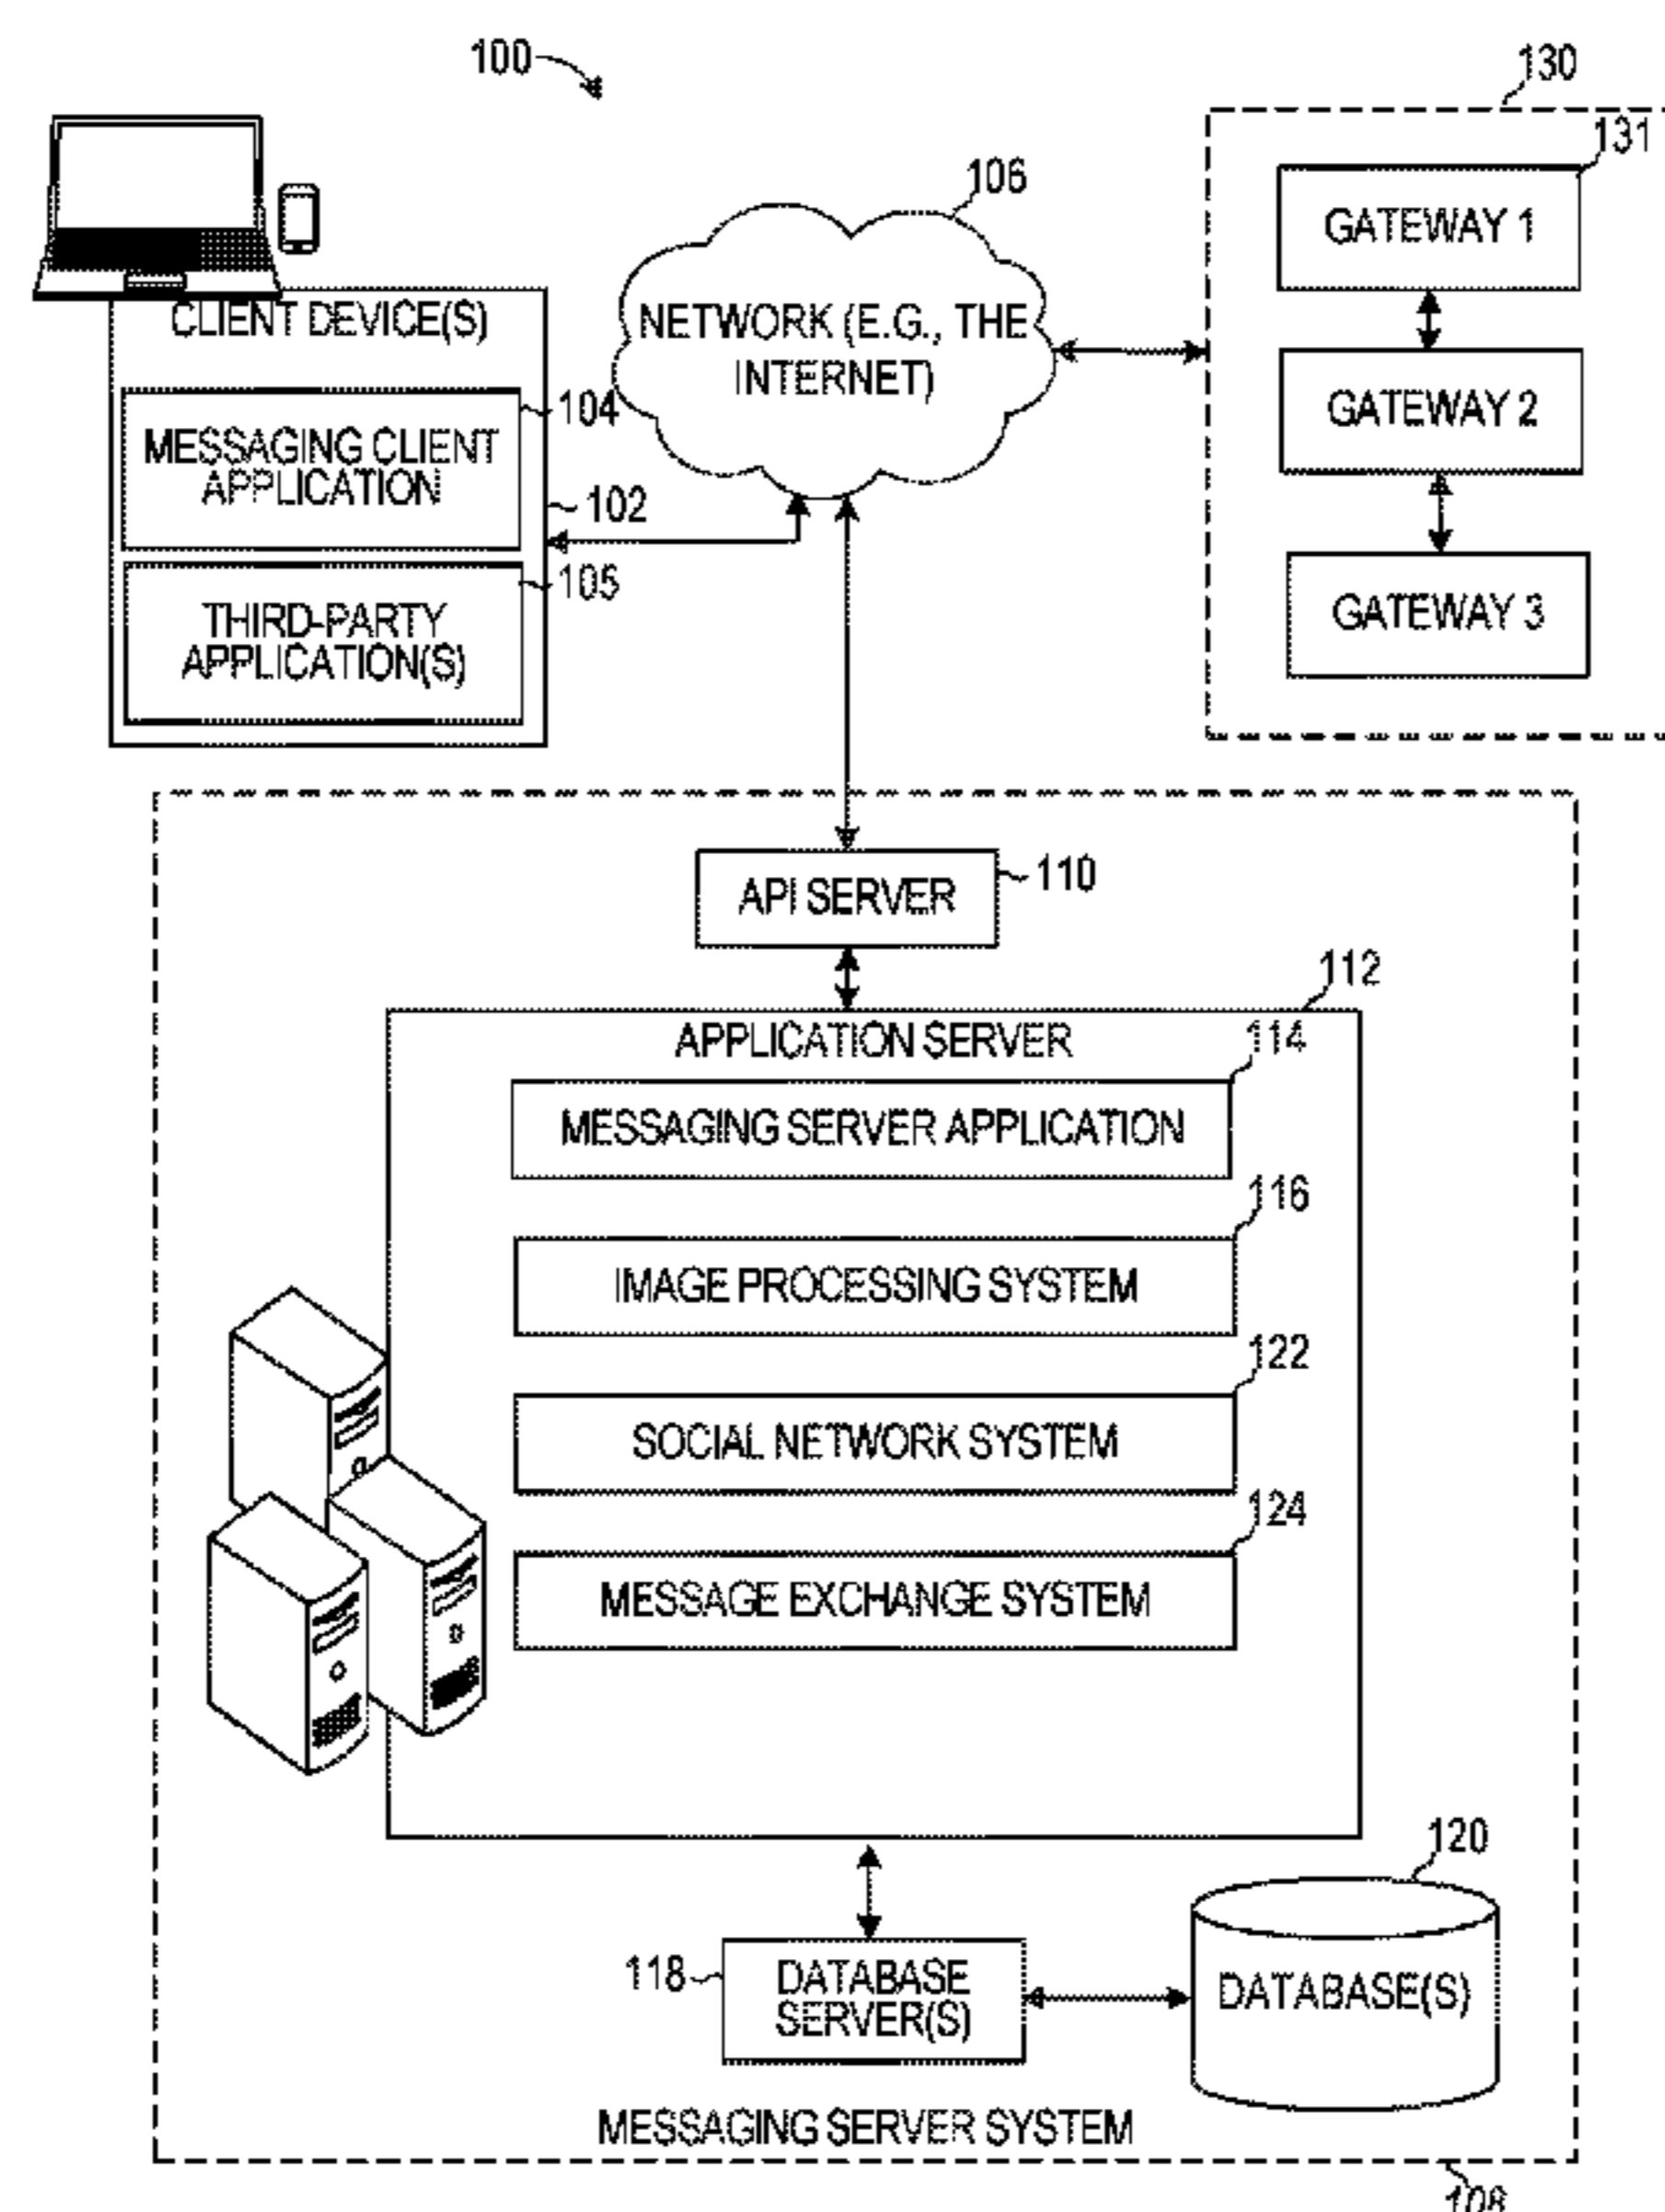 100
130
131
106
GATEWAY 1
NETWORK (E.G., THE
INTERNET)
CLIENT DEVICE(S)
104
MESSAGING CLIENT
APPLICATION
GATEWAY 2
102
105
THIRD-PARTY
APPLICATION(S)
GATEWAY 3
API SERVER
110
112
APPLICATION SERVER
114
MESSAGING SERVER APPLICATION
116
IMAGE PROCESSING SYSTEM
122
SOCIAL NETWORK SYSTEM
124
MESSAGE EXCHANGE SYSTEM
120
118
DATABASE
SERVER(S)
DATABASE(S)
MESSAGING SERVER SYSTEM
108